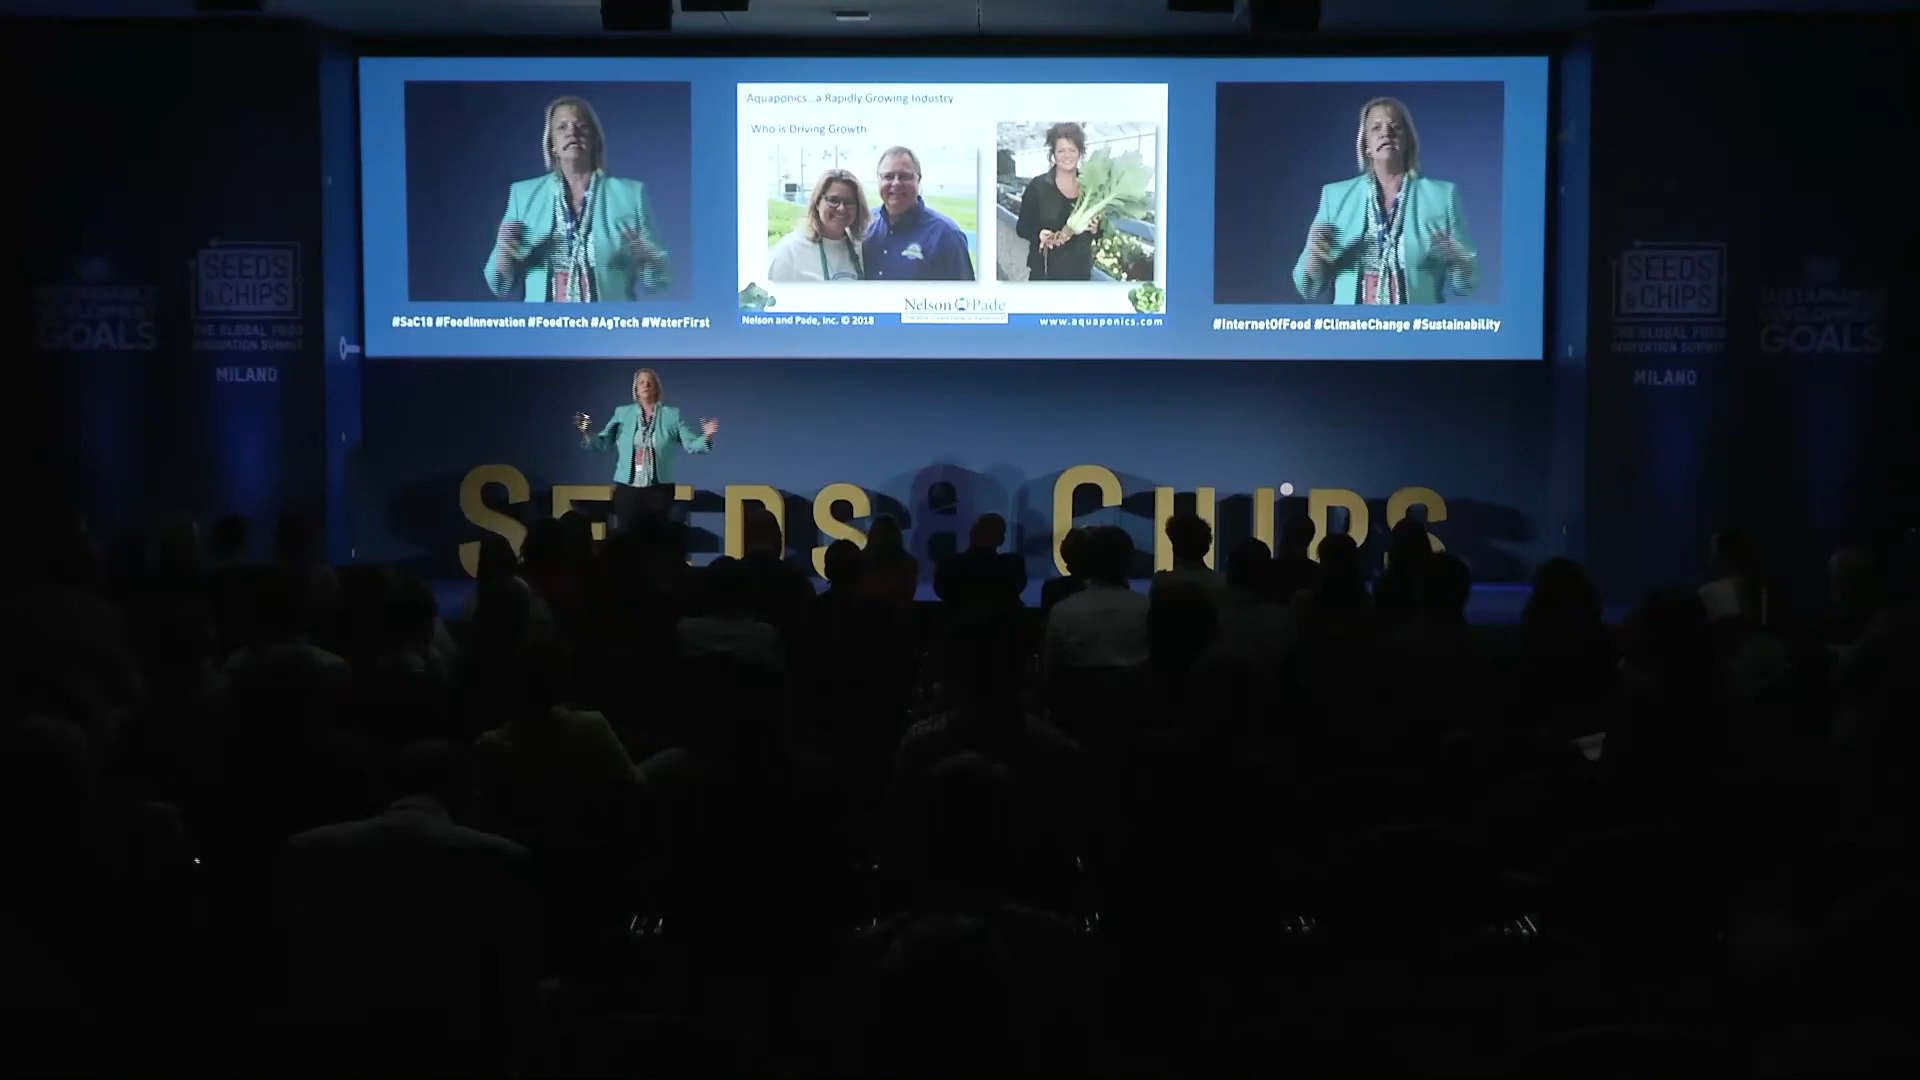 Aquaponics...a Rapidly Growing Industry
Who is Driving Growth
Nelson Pade
Nelson and Pade, Inc. © 2018
www.aquaponics.com
#SaC18 #FoodInnovation #FoodTech #AgTech #WaterFirst
#InternetOfFood #ClimateChange #Sustainability
SEEDS
& CHIPS
THE GLOBAL FOOD
INNOVATION SUMMIT
MILANO
GOALS
SEEDS
& CHIPS
THE GLOBAL FOOD
INNOVATION SUMMIT
MILANO
SUSTAINABLE
DEVELOPMENT
GOALS
SEEDS & CHIPS